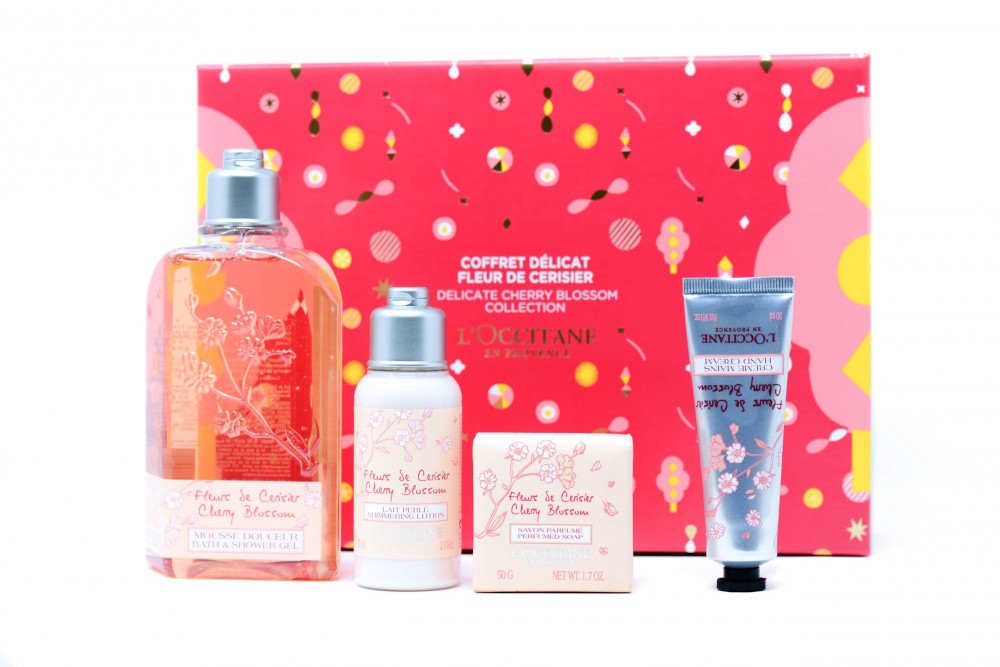 COFFRET DÉLICAT
FLEUR DE CERISIER
DELICATE CHERRY BLOSSOM
COLLECTION
L'OCCITANE
EN PROVENCE
Fleurs de Cerisier
Cherry Blossom
MOUSSE DOUCEUR
BATH & SHOWER GEL
Fleurs de Cerisier
Cherry Blossom
LAIT PERLÉ
SHIMMERING LOTION
L'OCCITANE
Fleurs de Cerisier
Cherry Blossom
SAVON PARFUMÉ
PERFUMED SOAP
L'OCCITANE
50 G NET WT. 1.7 OZ.
Fleurs de Cerisier
Cherry Blossom
CRÈME MAINS
HAND CREAM
L'OCCITANE
EN PROVENCE
30 ml